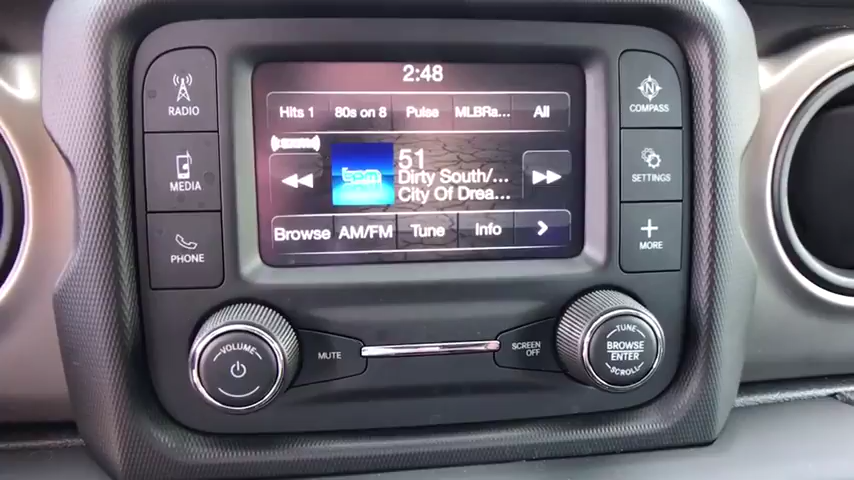 2:48
RADIO
MEDIA
PHONE
Hits 1
80s on 8
Pulse
MLBRa...
All
51
Dirty South/...
City Of Drea...
Browse
AM/FM
Tune
Info
N
COMPASS
SETTINGS
MORE
VOLUME
MUTE
SCREEN
OFF
TUNE
BROWSE
ENTER
SCROLL